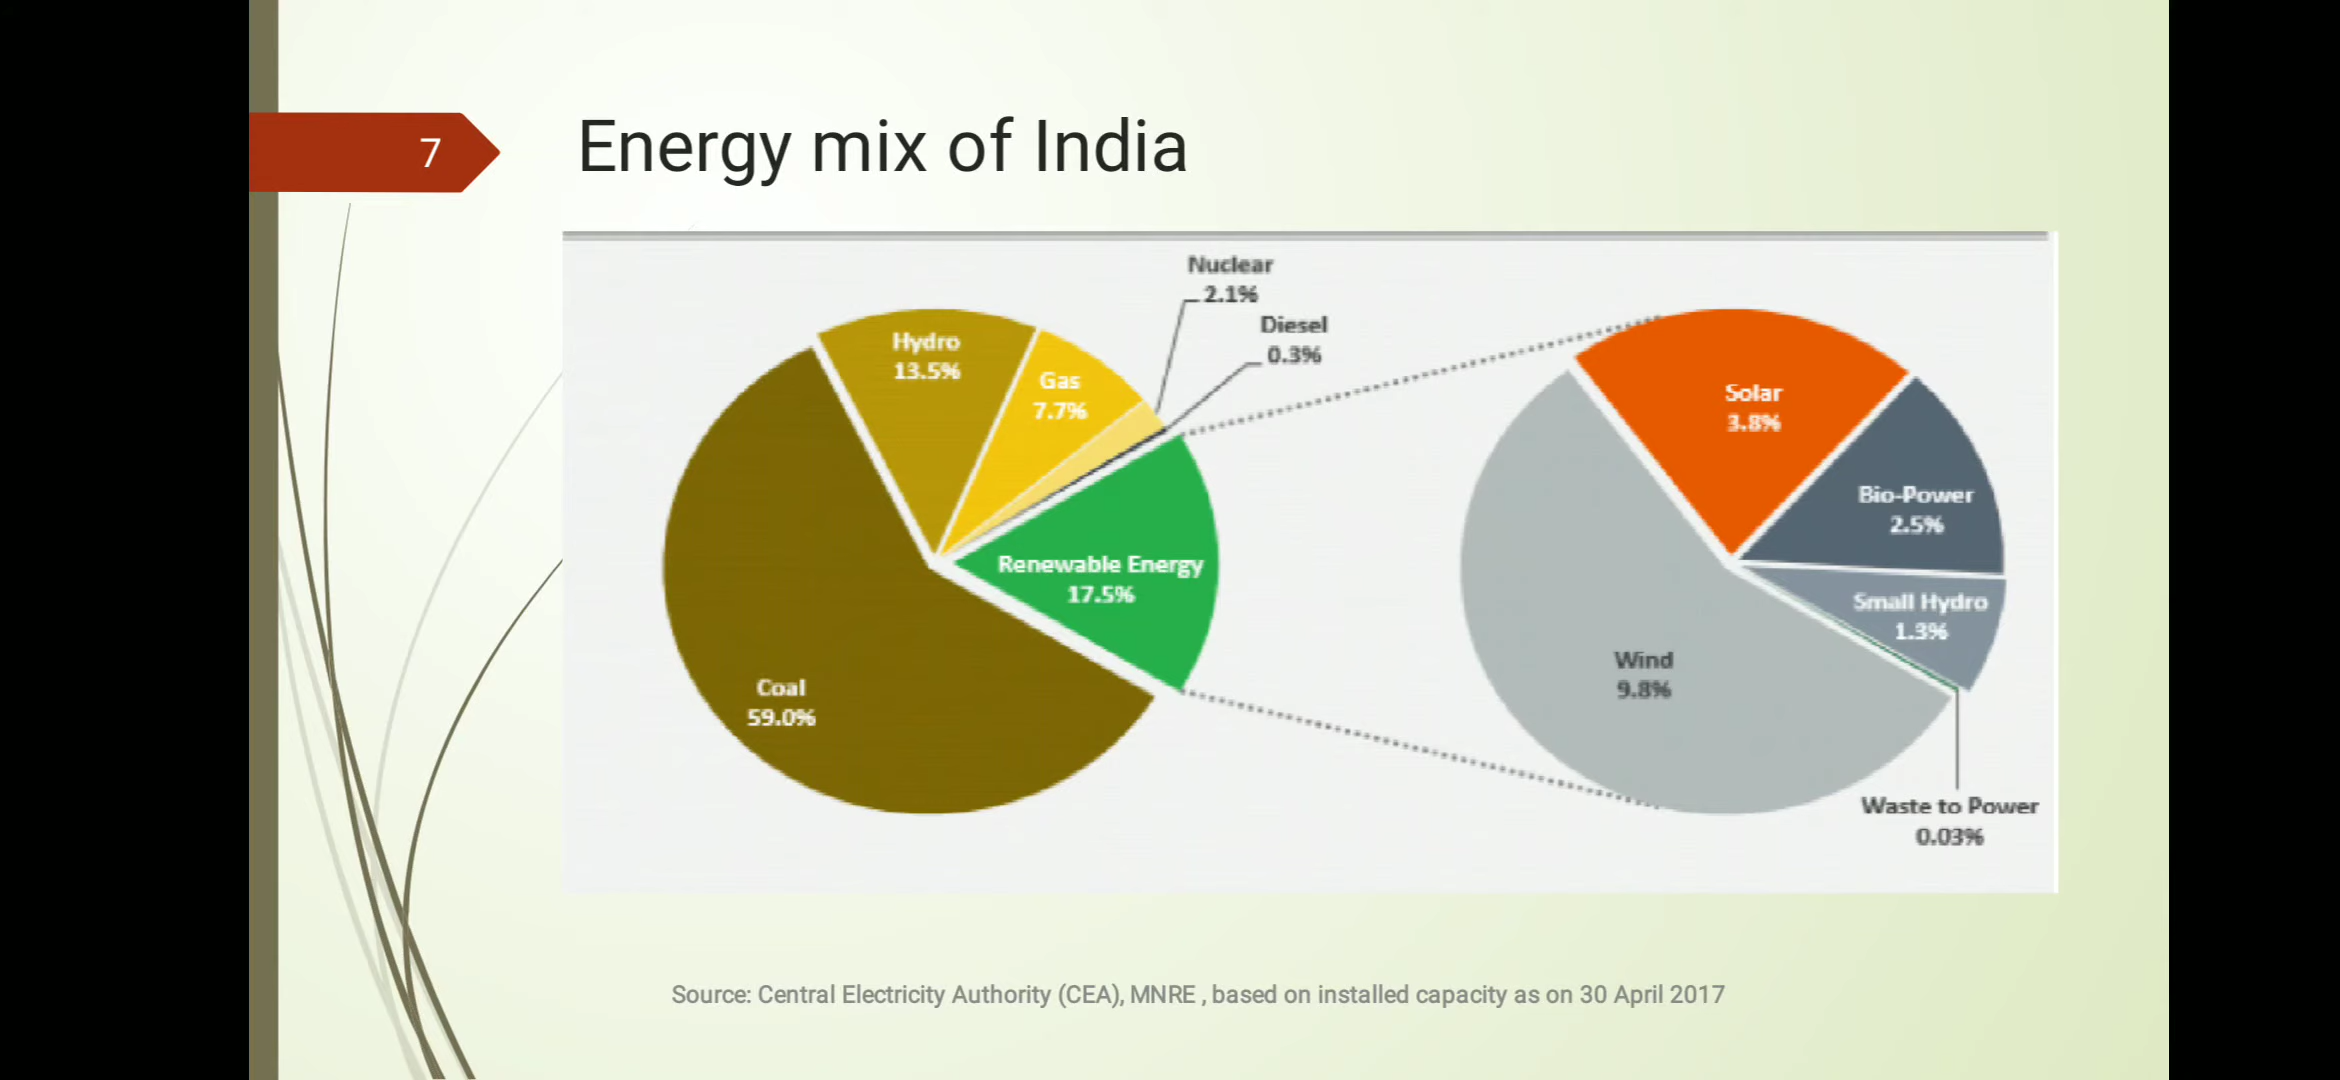 7
Energy mix of India
Nuclear
2.1%
Diesel
0.3%
Hydro
13.5%
Gas
7.7%
Renewable Energy
17.5%
Coal
59.0%
Solar
3.8%
Bio-Power
2.5%
Small Hydro
1.3%
Wind
9.8%
Waste to Power
0.03%
Source: Central Electricity Authority (CEA), MNRE , based on installed capacity as on 30 April 2017